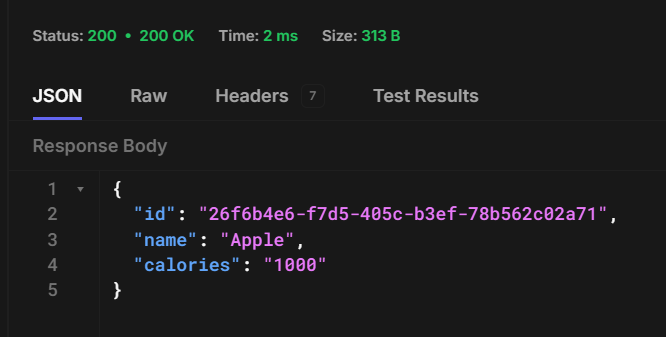 Status: 200 • 200 OK Time: 2 ms Size: 313 B
JSON Raw Headers 7 Test Results
Response Body
1 {
2 "id": "26f6b4e6-f7d5-405c-b3ef-78b562c02a71",
3 "name": "Apple",
4 "calories": "1000"
5 }